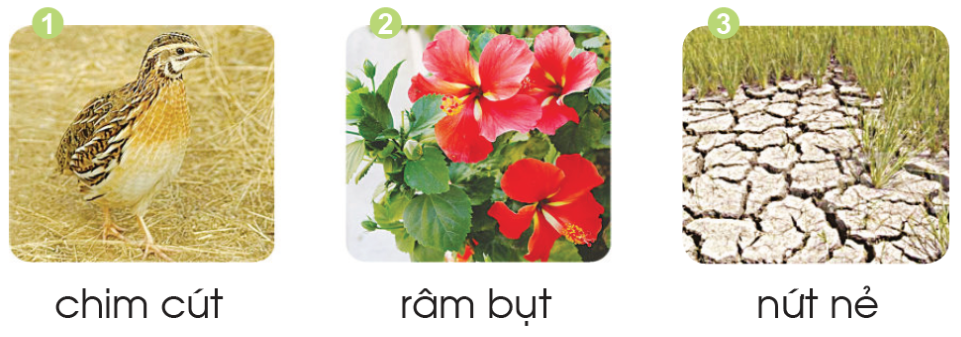 1
2
3
chim cút
râm bụt
nứt nẻ